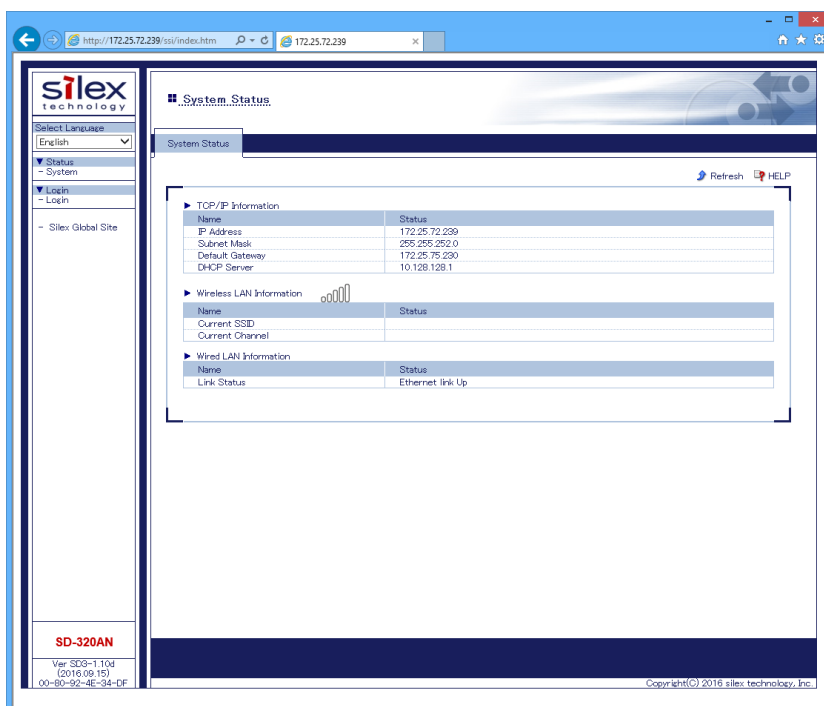 http://172.25.72.239/ssi/index.htm
172.25.72.239
silex
technology
Select Language
English
▼ Status
- System
▼ Login
- Login
- Silex Global Site
SD-320AN
Ver SD3-1.10d
(2016.09.15)
00-80-92-4E-34-DF
System Status
System Status
Refresh HELP
TCP/IP Information
Name Status
IP Address 172.25.72.239
Subnet Mask 255.255.252.0
Default Gateway 172.25.75.230
DHCP Server 10.128.128.1
Wireless LAN Information
Name Status
Current SSID
Current Channel
Wired LAN Information
Name Status
Link Status Ethernet link Up
Copyright(C) 2016 silex technology, Inc.